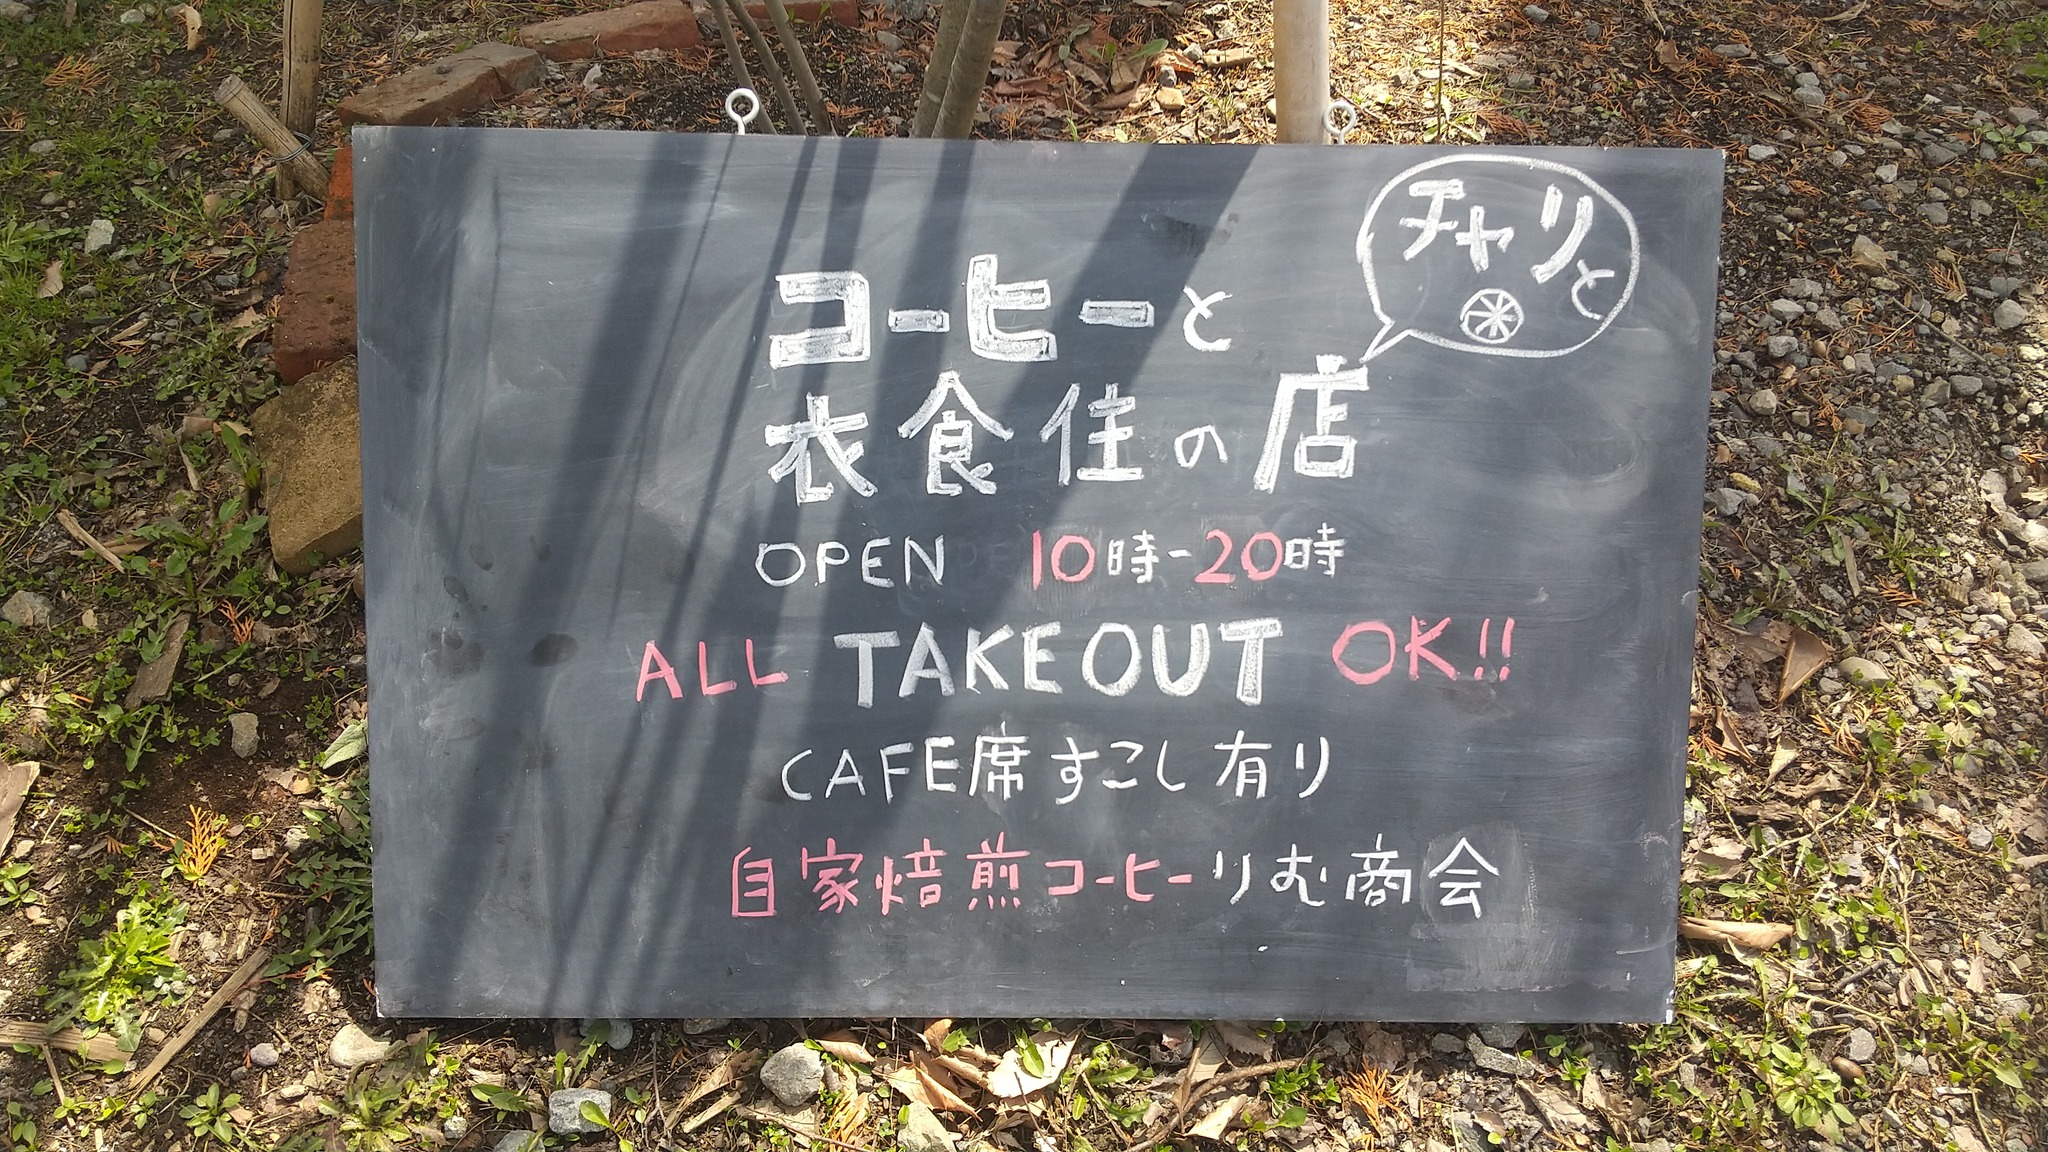 チャリと
コーヒーと
衣食住の店
OPEN 10時-20時
ALL TAKEOUT OK!!
CAFE席すこし有り
自家焙煎コーヒーりむ商会